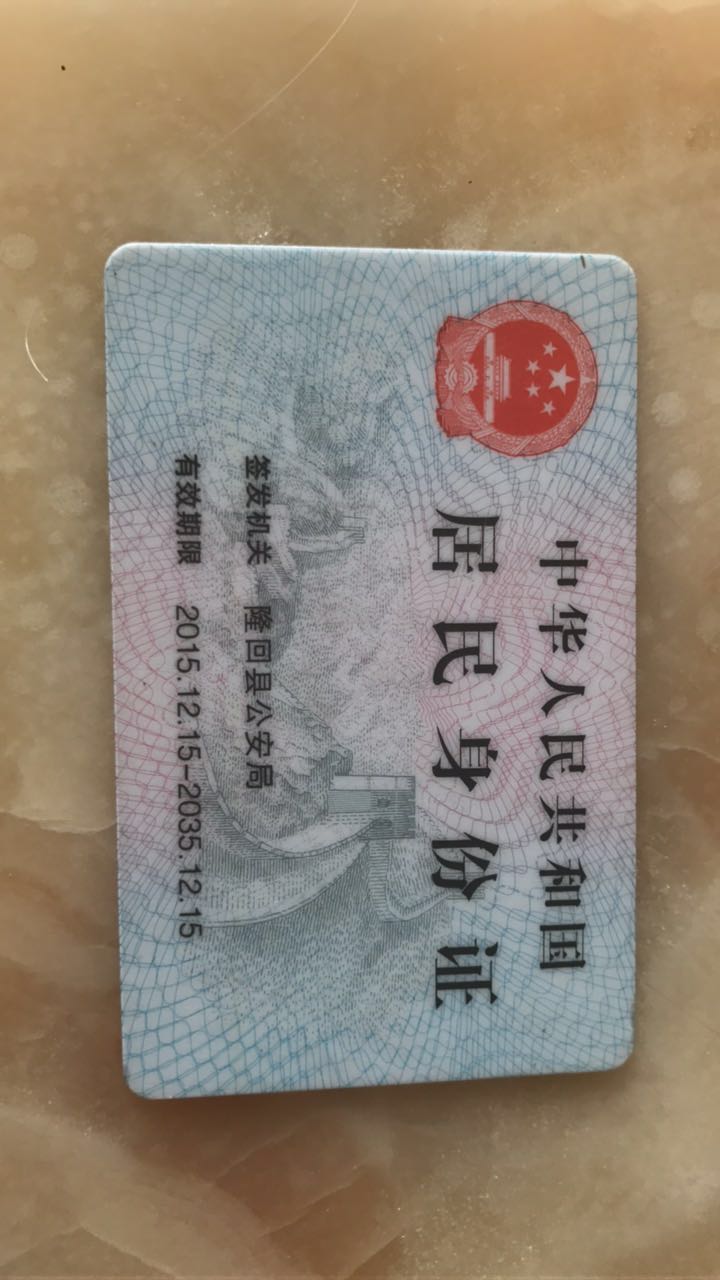 中华人民共和国
居民身份证
签发机关 隆回县公安局
有效期限 2015.12.15-2035.12.15